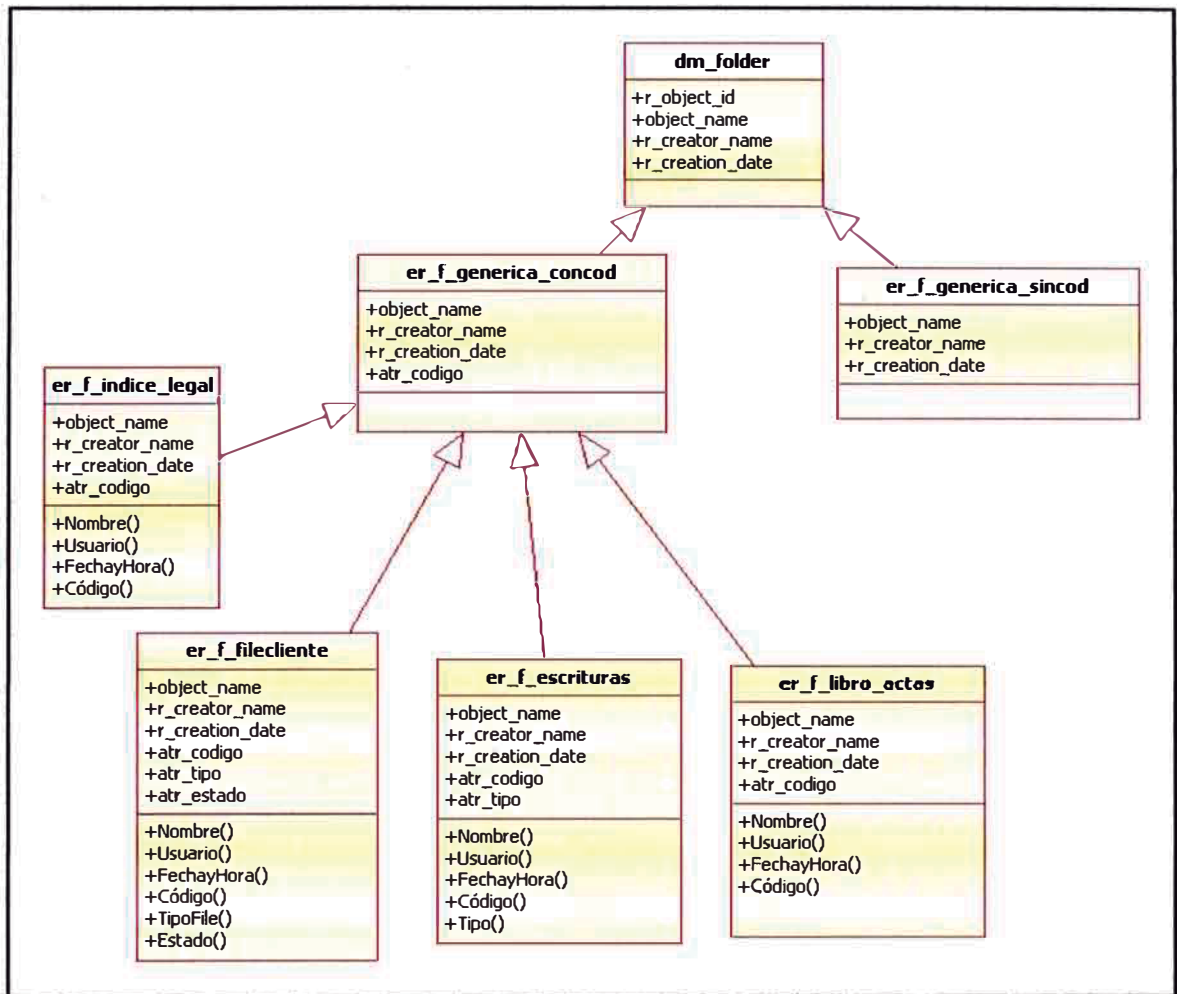 dm_folder
+r_object_id
+object_name
+r_creator_name
+r_creation_date
er_f_generica_concod
+object_name
+r_creator_name
+r_creation_date
+atr_codigo
er_f_generica_sincod
+object_name
+r_creator_name
+r_creation_date
er_f_indice_legal
+object_name
+r_creator_name
+r_creation_date
+atr_codigo
+Nombre()
+Usuario()
+FechayHora()
+Código()
er_f_filecliente
+object_name
+r_creator_name
+r_creation_date
+atr_codigo
+atr_tipo
+atr_estado
+Nombre()
+Usuario()
+FechayHora()
+Código()
+TipoFile()
+Estado()
er_f_escrituras
+object_name
+r_creator_name
+r_creation_date
+atr_codigo
+atr_tipo
+Nombre()
+Usuario()
+FechayHora()
+Código()
+Tipo()
er_f_libro_actas
+object_name
+r_creator_name
+r_creation_date
+atr_codigo
+Nombre()
+Usuario()
+FechayHora()
+Código()